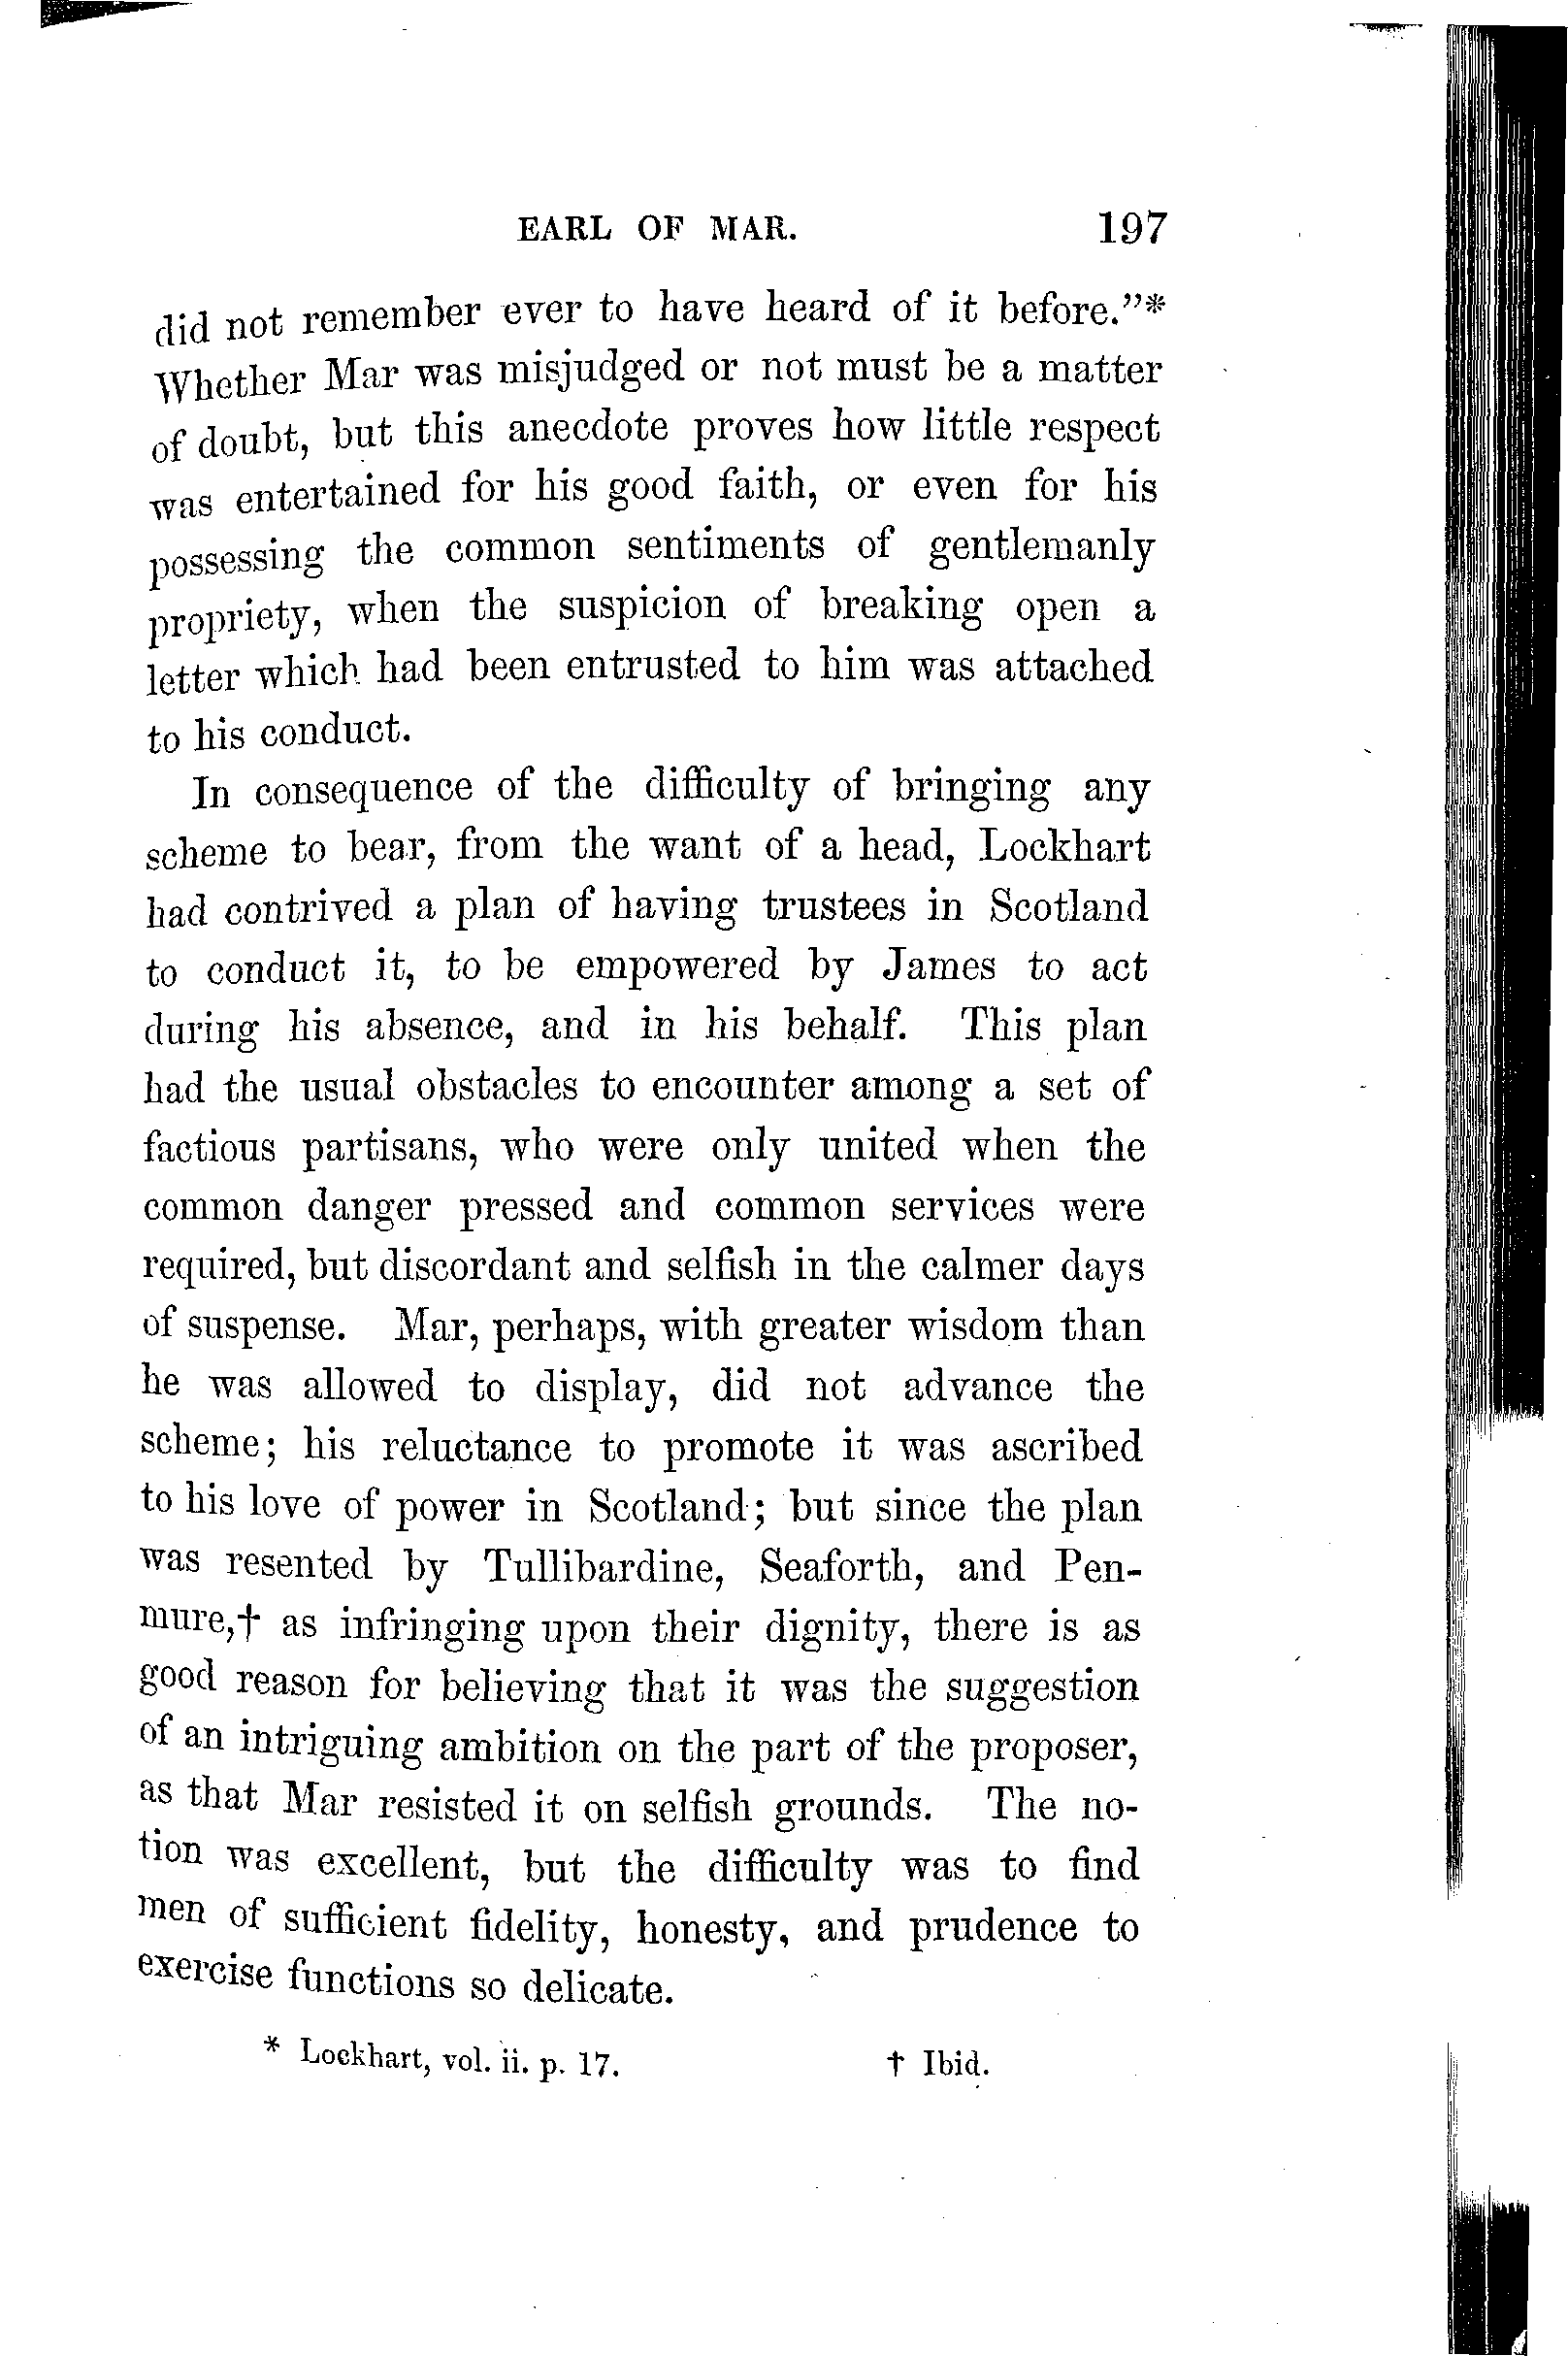 EARL OF MAR. 197
did not remember ever to have heard of it before."*
Whether Mar was misjudged or not must be a matter
of doubt, but this anecdote proves how little respect
was entertained for his good faith, or even for his
possessing the common sentiments of gentlemanly
propriety, when the suspicion of breaking open a
letter which had been entrusted to him was attached
to his conduct.
In consequence of the difficulty of bringing any
scheme to bear, from the want of a head, Lockhart
had contrived a plan of having trustees in Scotland
to conduct it, to be empowered by James to act
during his absence, and in his behalf. This plan
had the usual obstacles to encounter among a set of
factious partisans, who were only united when the
common danger pressed and common services were
required, but discordant and selfish in the calmer days
of suspense. Mar, perhaps, with greater wisdom than
he was allowed to display, did not advance the
scheme; his reluctance to promote it was ascribed
to his love of power in Scotland; but since the plan
was resented by Tullibardine, Seaforth, and Pen-
mure,† as infringing upon their dignity, there is as
good reason for believing that it was the suggestion
of an intriguing ambition on the part of the proposer,
as that Mar resisted it on selfish grounds. The no-
tion was excellent, but the difficulty was to find
men of sufficient fidelity, honesty, and prudence to
exercise functions so delicate.
* Lockhart, vol. ii. p. 17. † Ibid.